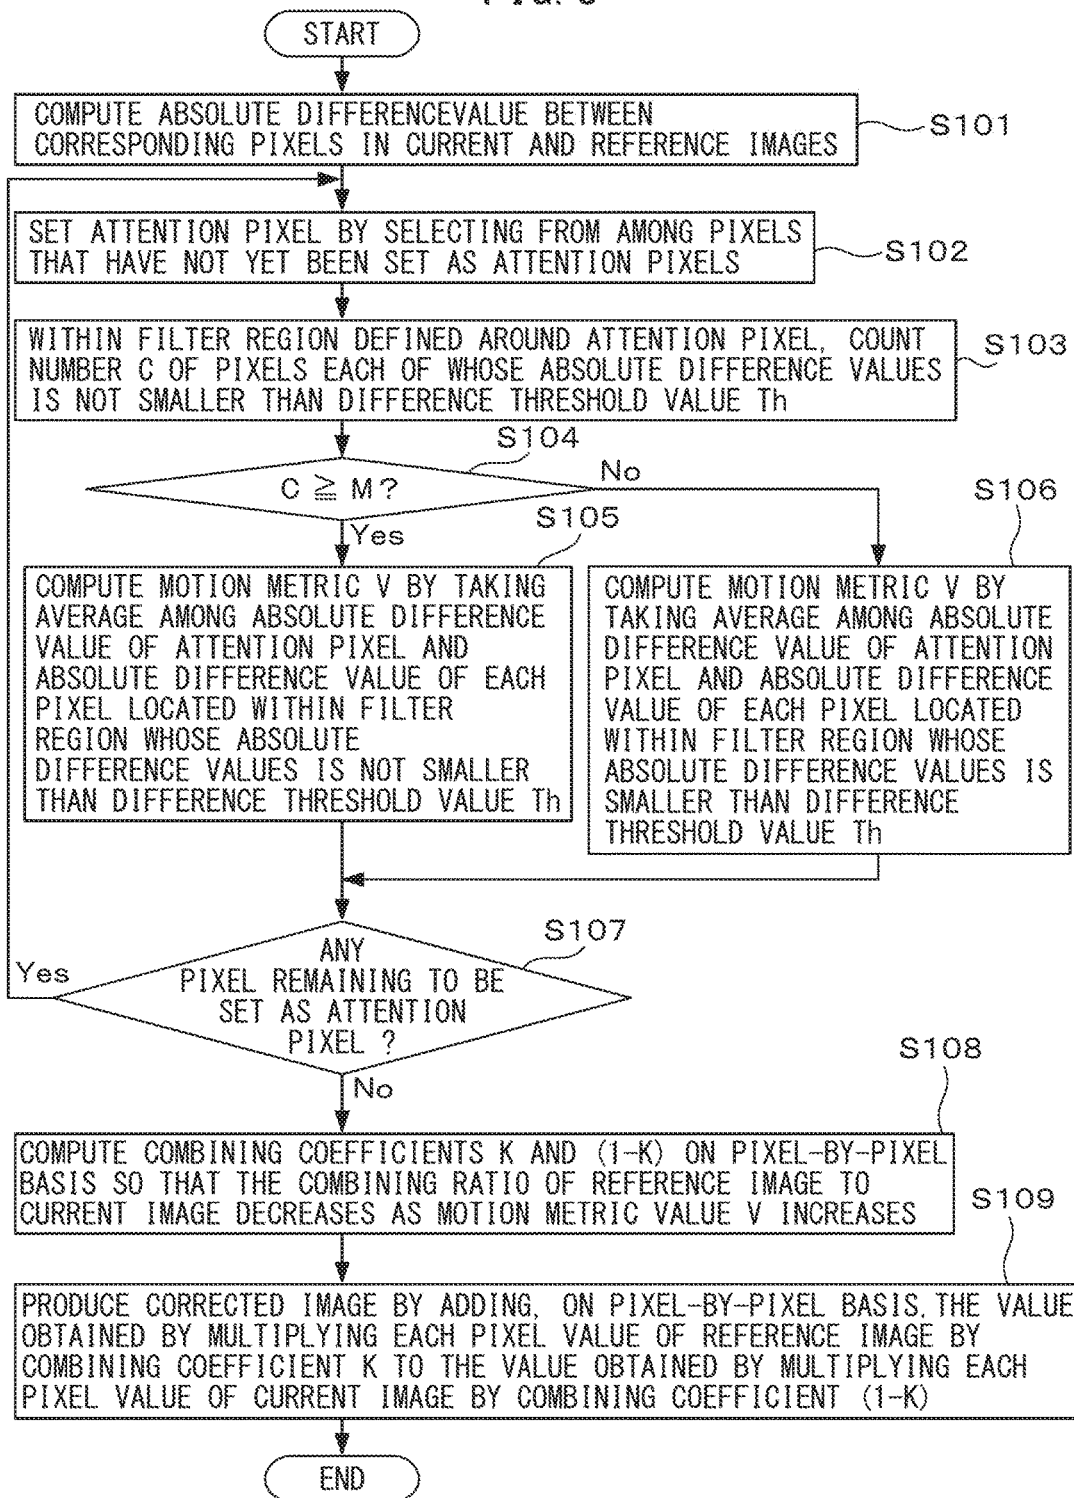 START
COMPUTE ABSOLUTE DIFFERENCEVALUE BETWEEN
CORRESPONDING PIXELS IN CURRENT AND REFERENCE IMAGES
S101
SET ATTENTION PIXEL BY SELECTING FROM AMONG PIXELS
THAT HAVE NOT YET BEEN SET AS ATTENTION PIXELS
S102
WITHIN FILTER REGION DEFINED AROUND ATTENTION PIXEL, COUNT
NUMBER C OF PIXELS EACH OF WHOSE ABSOLUTE DIFFERENCE VALUES
IS NOT SMALLER THAN DIFFERENCE THRESHOLD VALUE Th
S103
S104
C ≧ M?
No
Yes
S105
COMPUTE MOTION METRIC V BY TAKING
AVERAGE AMONG ABSOLUTE DIFFERENCE
VALUE OF ATTENTION PIXEL AND
ABSOLUTE DIFFERENCE VALUE OF EACH
PIXEL LOCATED WITHIN FILTER
REGION WHOSE ABSOLUTE
DIFFERENCE VALUES IS NOT SMALLER
THAN DIFFERENCE THRESHOLD VALUE Th
S106
COMPUTE MOTION METRIC V BY
TAKING AVERAGE AMONG ABSOLUTE
DIFFERENCE VALUE OF ATTENTION
PIXEL AND ABSOLUTE DIFFERENCE
VALUE OF EACH PIXEL LOCATED
WITHIN FILTER REGION WHOSE
ABSOLUTE DIFFERENCE VALUES IS
SMALLER THAN DIFFERENCE
THRESHOLD VALUE Th
S107
ANY
PIXEL REMAINING TO BE
SET AS ATTENTION
PIXEL ?
Yes
No
S108
COMPUTE COMBINING COEFFICIENTS K AND (1-K) ON PIXEL-BY-PIXEL
BASIS SO THAT THE COMBINING RATIO OF REFERENCE IMAGE TO
CURRENT IMAGE DECREASES AS MOTION METRIC VALUE V INCREASES
S109
PRODUCE CORRECTED IMAGE BY ADDING, ON PIXEL-BY-PIXEL BASIS, THE VALUE
OBTAINED BY MULTIPLYING EACH PIXEL VALUE OF REFERENCE IMAGE BY
COMBINING COEFFICIENT K TO THE VALUE OBTAINED BY MULTIPLYING EACH
PIXEL VALUE OF CURRENT IMAGE BY COMBINING COEFFICIENT (1-K)
END